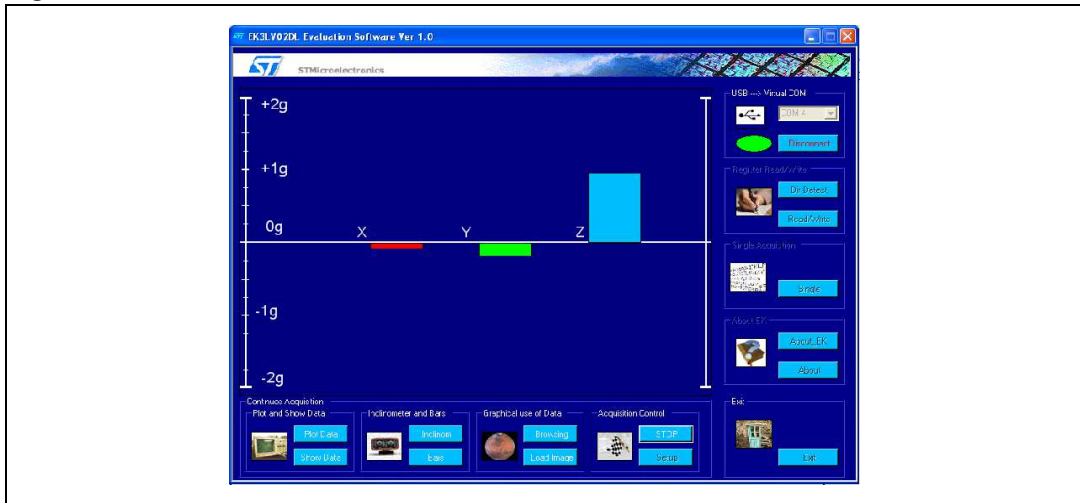 EK3LV02DL Evaluation Software Ver 1.0
ST
STMicroelectronics
+2g
+1g
0g
-1g
-2g
X
Y
Z
USB ---> Virtual COM
COM 4
Disconnect
Register Read/Write
Dir Detect
Read/Write
Single Acquisition
Single
About EK
About EK
About
Exit
Exit
Continuos Acquistion
Plot and Show Data
Plot Data
Show Data
Inclinometer and Bars
Inclinom
Bars
Graphical use of Data
Browsing
Load Image
Acquisition Control
STOP
Setup